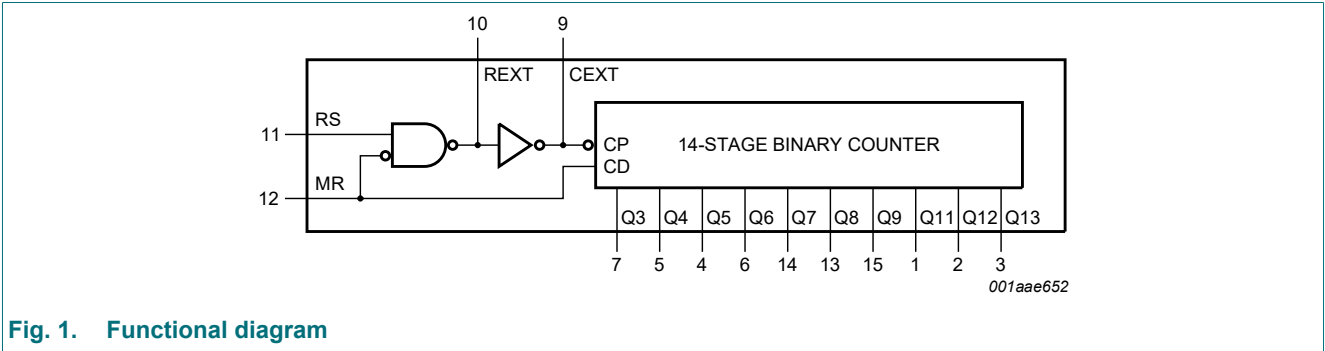 10 9
REXT CEXT
11 RS
CP 14-STAGE BINARY COUNTER
CD
12 MR
Q3 Q4 Q5 Q6 Q7 Q8 Q9 Q11 Q12 Q13
7 5 4 6 14 13 15 1 2 3
001aae652
Fig. 1. Functional diagram